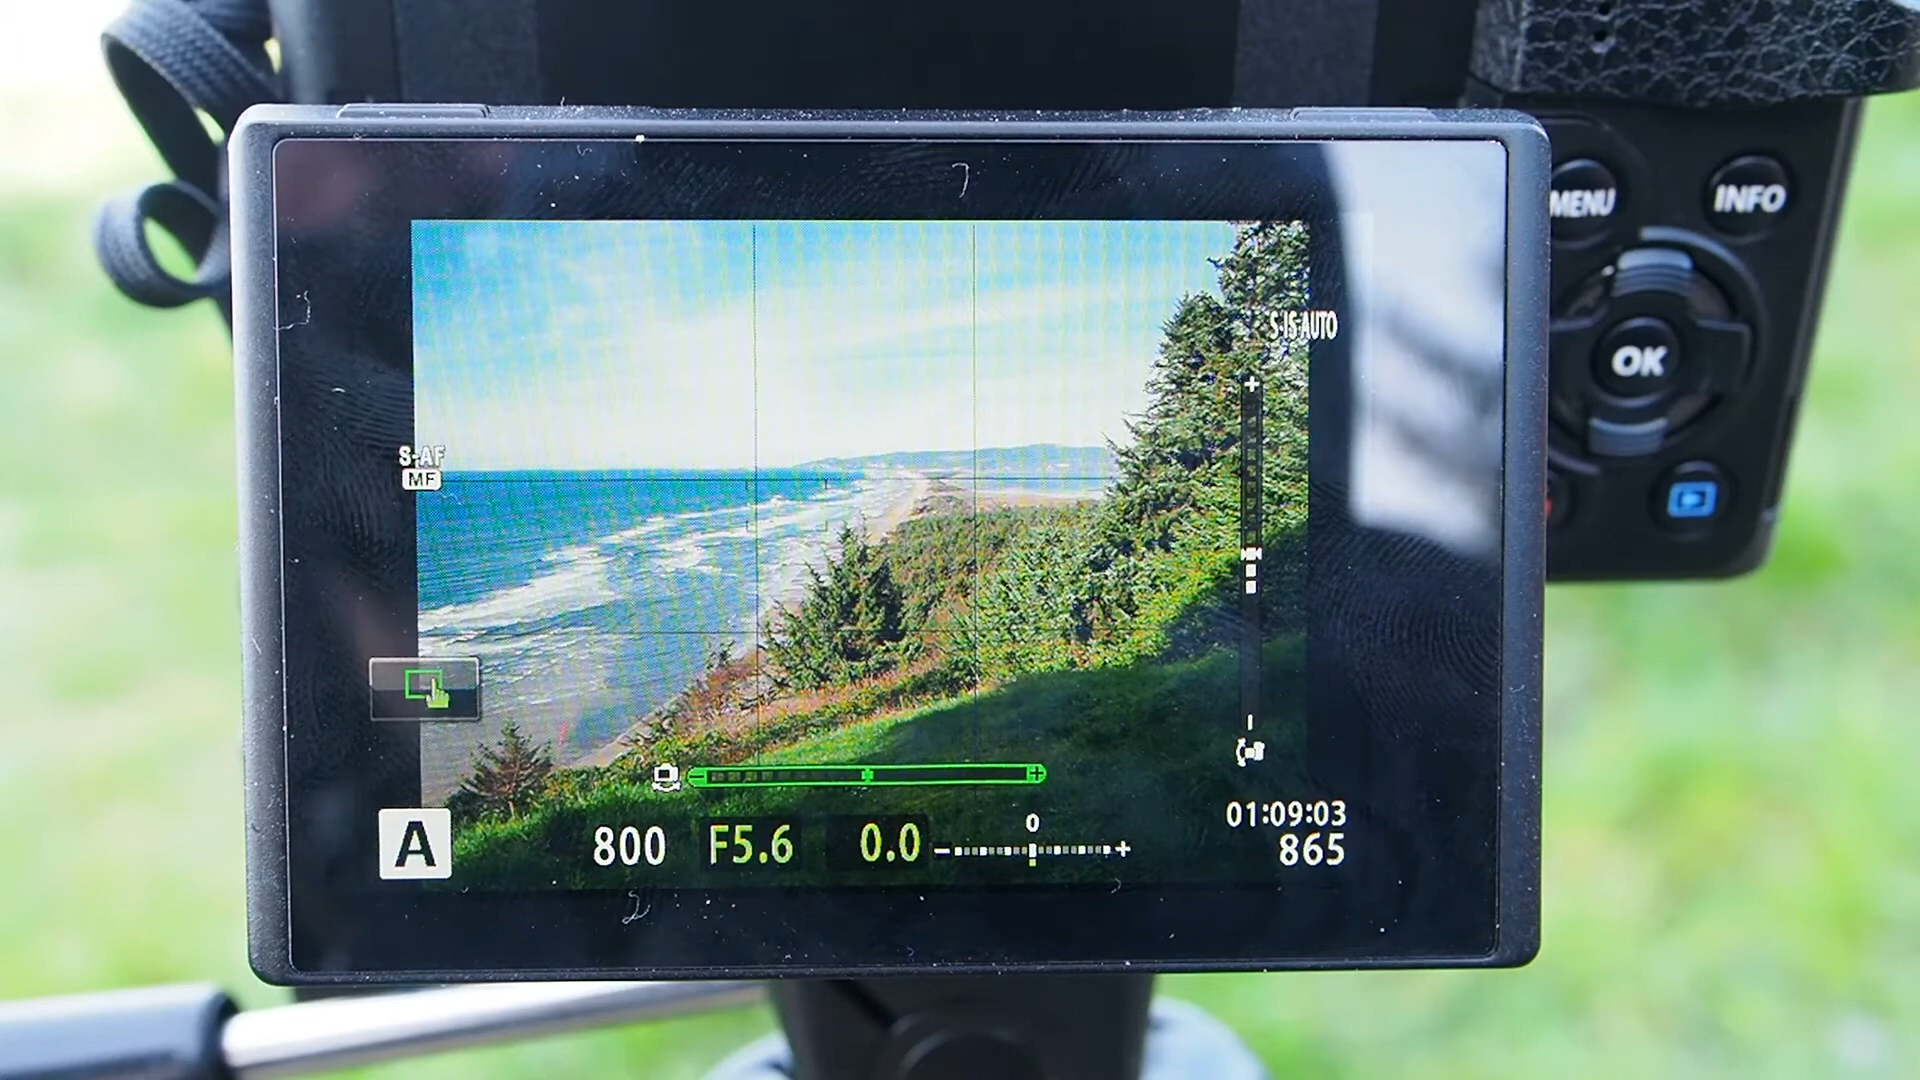 MENU
INFO
OK
S-IS AUTO
S-AF
MF
A
800 F5.6 0.0
0
01:09:03
865